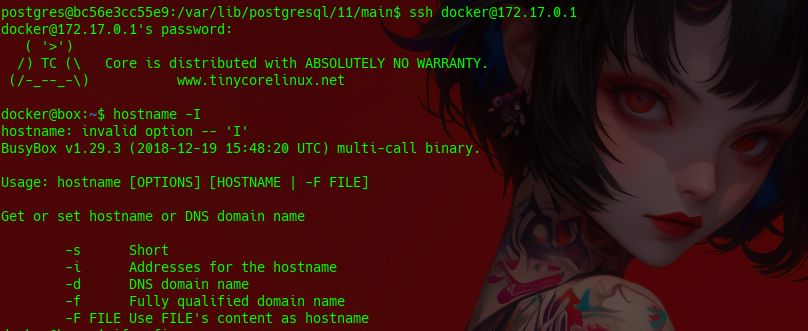 postgres@bc56e3cc55e9:/var/lib/postgresql/11/main$ ssh docker@172.17.0.1
docker@172.17.0.1's password:
   ( '>')
  /) TC (\   Core is distributed with ABSOLUTELY NO WARRANTY.
 (/-_--_-\)           www.tinycorelinux.net
docker@box:~$ hostname -I
hostname: invalid option -- 'I'
BusyBox v1.29.3 (2018-12-19 15:48:20 UTC) multi-call binary.
Usage: hostname [OPTIONS] [HOSTNAME | -F FILE]
Get or set hostname or DNS domain name
        -s      Short
        -i      Addresses for the hostname
        -d      DNS domain name
        -f      Fully qualified domain name
        -F FILE Use FILE's content as hostname